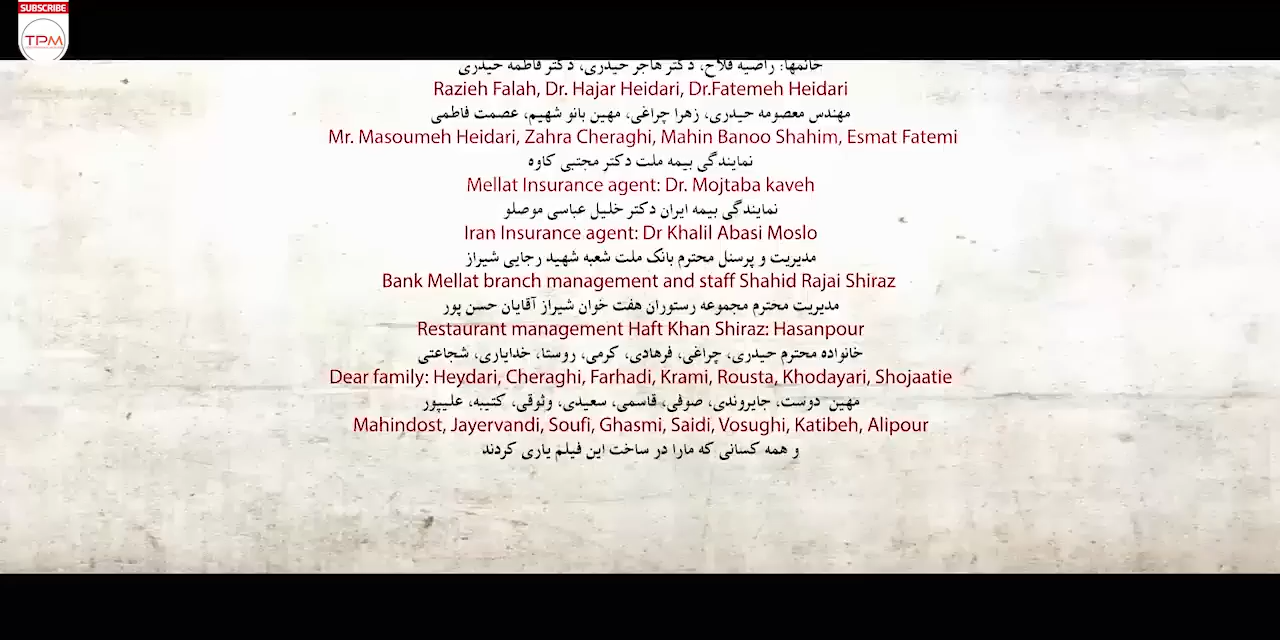 SUBSCRIBE
TPM
خانمها: راضیه فلاح، دکتر هاجر حیدری، دکتر فاطمه حیدری
Razieh Falah, Dr. Hajar Heidari, Dr.Fatemeh Heidari
مهندس معصومه حیدری، زهرا چراغی، مهین بانو شهیم، عصمت فاطمی
Mr. Masoumeh Heidari, Zahra Cheraghi, Mahin Banoo Shahim, Esmat Fatemi
نمایندگی بیمه ملت دکتر مجتبی کاوه
Mellat Insurance agent: Dr. Mojtaba kaveh
نمایندگی بیمه ایران دکتر خلیل عباسی موصلو
Iran Insurance agent: Dr Khalil Abasi Moslo
مدیریت و پرسنل محترم بانک ملت شعبه شهید رجایی شیراز
Bank Mellat branch management and staff Shahid Rajai Shiraz
مدیریت محترم مجموعه رستوران هفت خوان شیراز آقایان حسن پور
Restaurant management Haft Khan Shiraz: Hasanpour
خانواده محترم حیدری، چراغی، فرهادی، کرمی، روستا، خدایاری، شجاعتی
Dear family: Heydari, Cheraghi, Farhadi, Krami, Rousta, Khodayari, Shojaatie
مهین دوست، جایروندی، صوفی، قاسمی، سعیدی، وثوقی، کتیبه، علیپور
Mahindost, Jayervandi, Soufi, Ghasmi, Saidi, Vosughi, Katibeh, Alipour
و همه کسانی که مارا در ساخت این فیلم یاری کردند